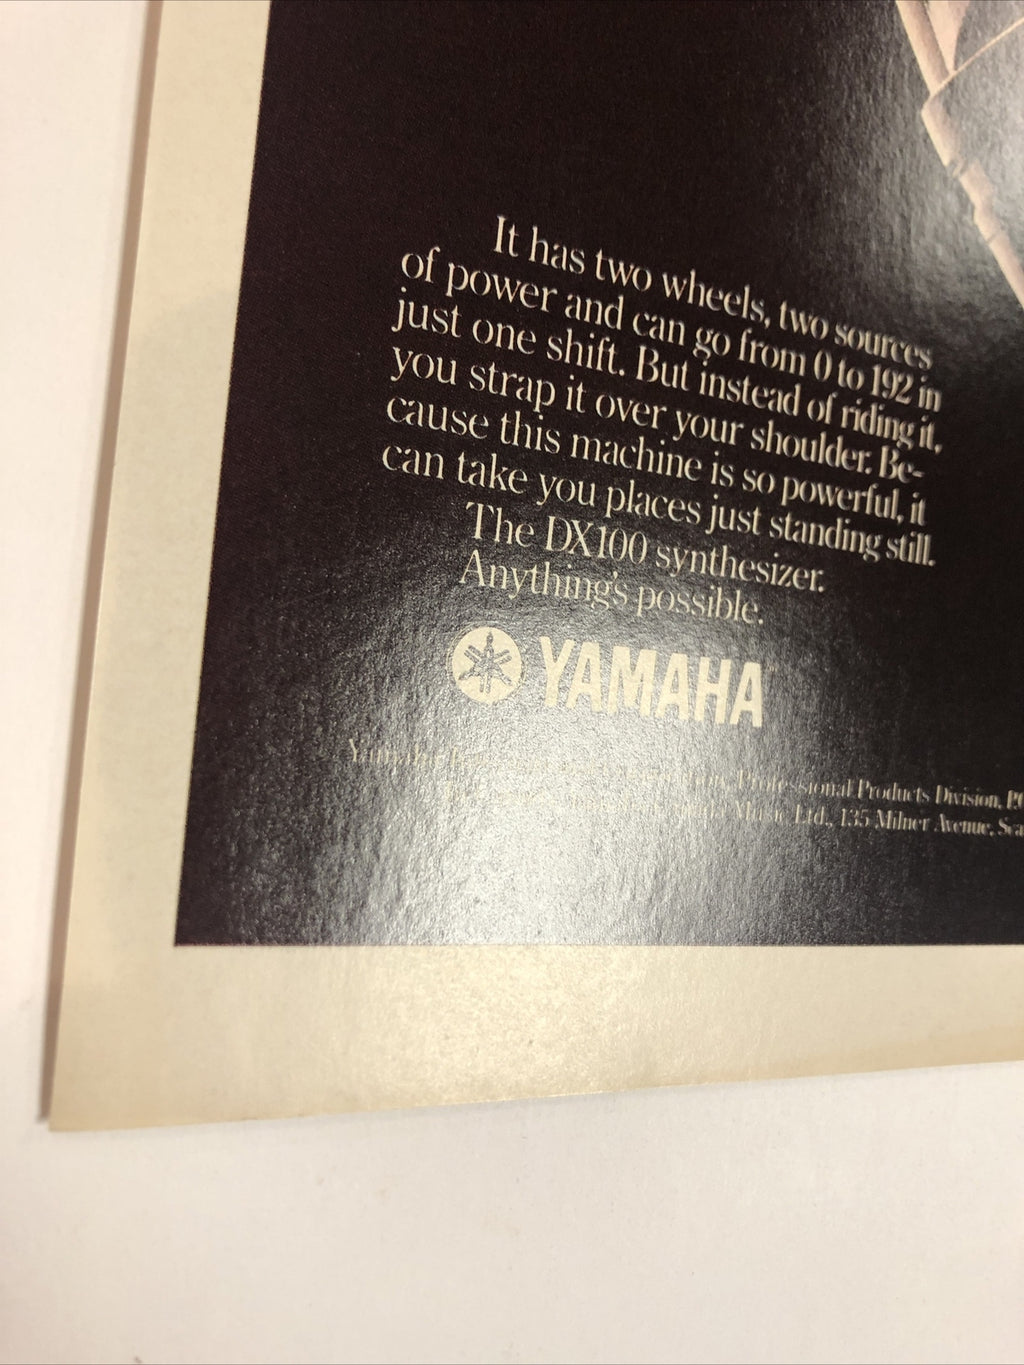 It has two wheels, two sources
of power and can go from 0 to 192 in
just one shift. But instead of riding it,
you strap it over your shoulder. Be-
cause this machine is so powerful, it
can take you places just standing still.
The DX100 synthesizer.
Anything's possible.
YAMAHA
Yamaha Professional Products Division,
Music Ltd., 135 Milner Avenue,